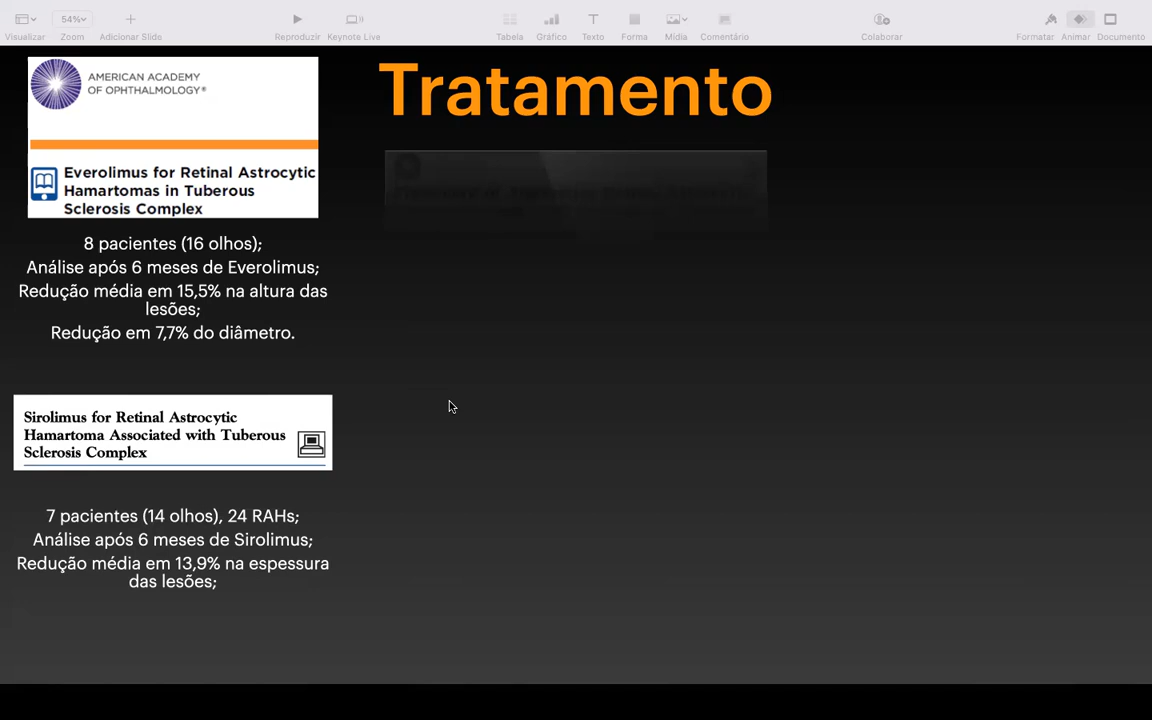 Visualizar
54%
Zoom
Adicionar Slide
Reproduzir
Keynote Live
Tabela
Gráfico
Texto
Forma
Mídia
Comentário
Colaborar
Formatar
Animar
Documento
Tratamento
AMERICAN ACADEMY
OF OPHTHALMOLOGY®
Everolimus for Retinal Astrocytic
Hamartomas in Tuberous
Sclerosis Complex
8 pacientes (16 olhos);
Análise após 6 meses de Everolimus;
Redução média em 15,5% na altura das
lesões;
Redução em 7,7% do diâmetro.
Sirolimus for Retinal Astrocytic
Hamartoma Associated with Tuberous
Sclerosis Complex
7 pacientes (14 olhos), 24 RAHs;
Análise após 6 meses de Sirolimus;
Redução média em 13,9% na espessura
das lesões;